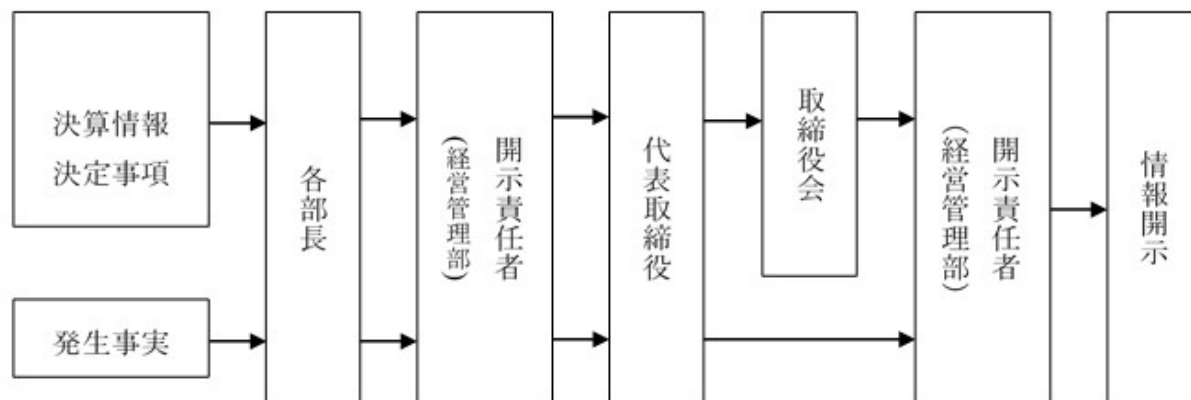 決算情報
決定事項
発生事実
各部長
開示責任者
(経営管理部)
代表取締役
取締役会
開示責任者
(経営管理部)
情報開示